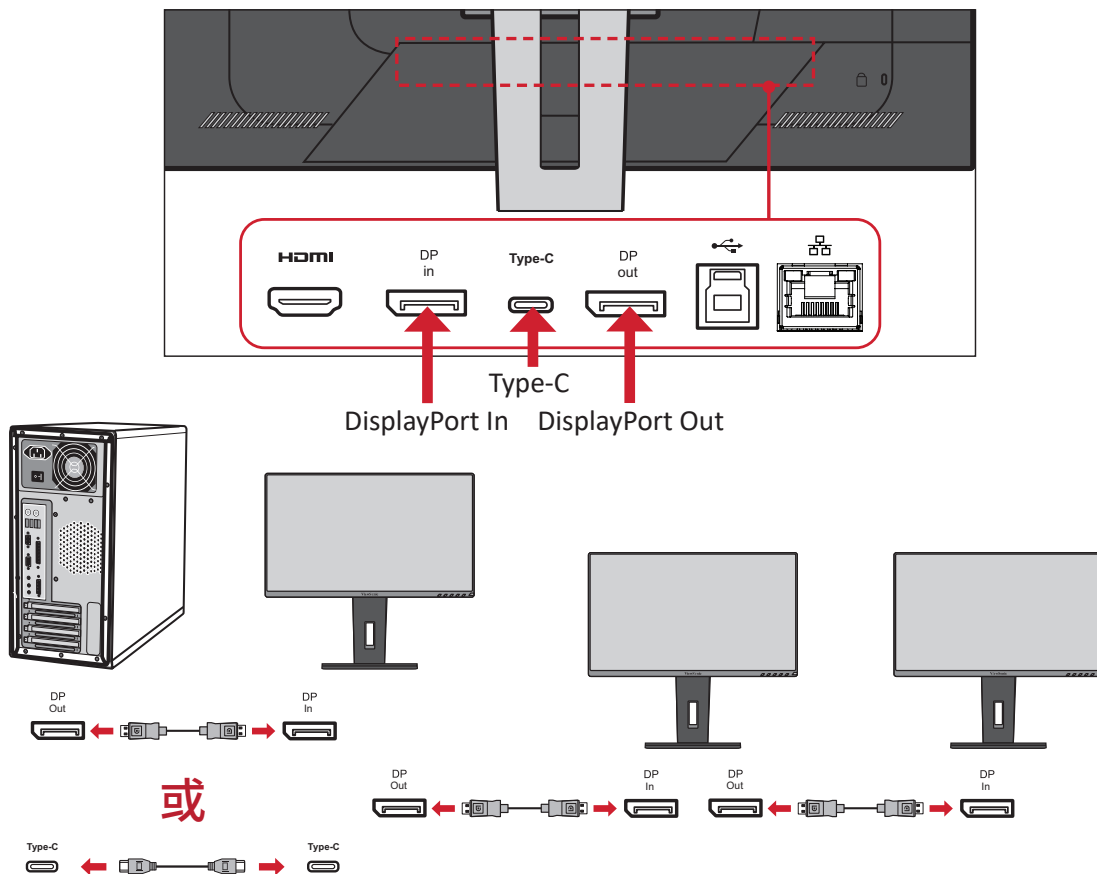 HDMI
DP
in
Type-C
DP
out
Type-C
DisplayPort In
DisplayPort Out
DP
Out
DP
In
或
Type-C
Type-C
DP
Out
DP
In
DP
Out
DP
In